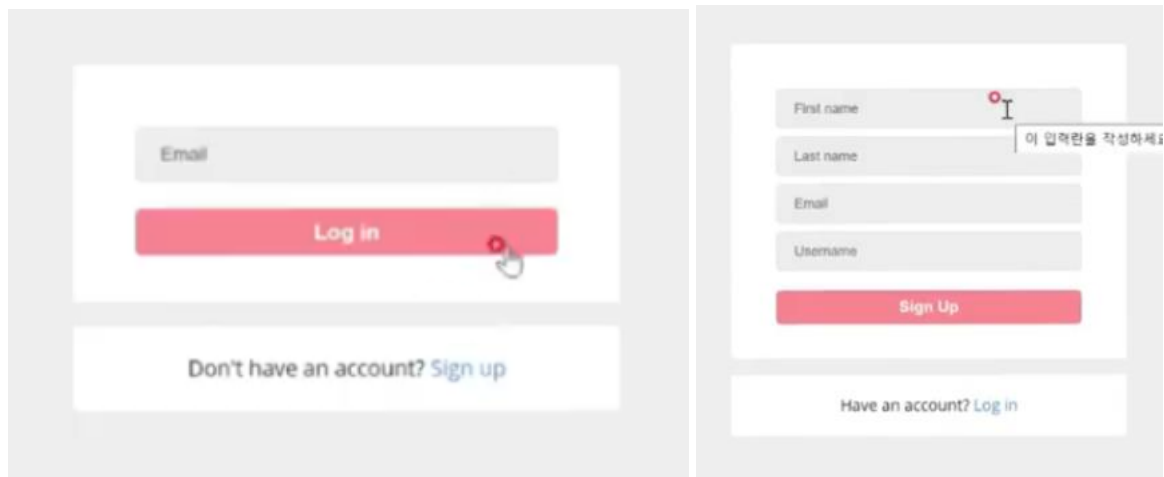 Email
Log in
Don't have an account? Sign up
First name
이 입력란을 작성하세요
Last name
Email
Username
Sign Up
Have an account? Log in